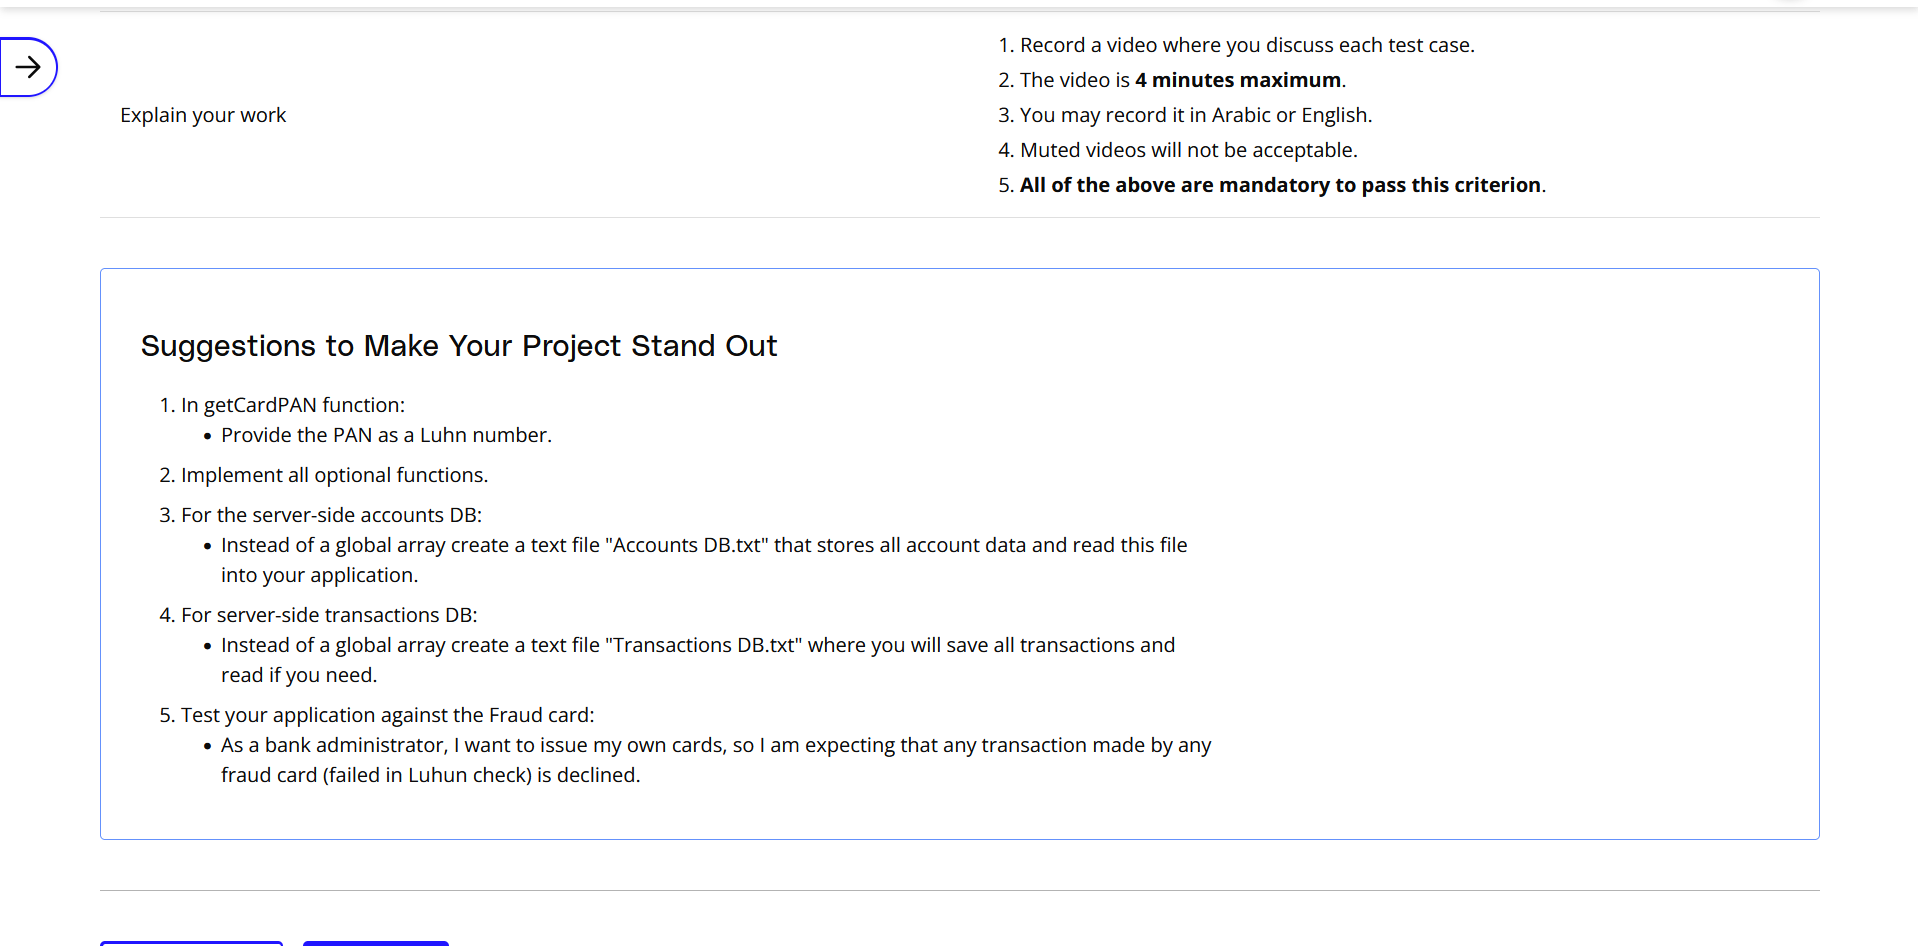 Explain your work
1. Record a video where you discuss each test case.
2. The video is 4 minutes maximum.
3. You may record it in Arabic or English.
4. Muted videos will not be acceptable.
5. All of the above are mandatory to pass this criterion.
Suggestions to Make Your Project Stand Out
1. In getCardPAN function:
• Provide the PAN as a Luhn number.
2. Implement all optional functions.
3. For the server-side accounts DB:
• Instead of a global array create a text file "Accounts DB.txt" that stores all account data and read this file
into your application.
4. For server-side transactions DB:
• Instead of a global array create a text file "Transactions DB.txt" where you will save all transactions and
read if you need.
5. Test your application against the Fraud card:
• As a bank administrator, I want to issue my own cards, so I am expecting that any transaction made by any
fraud card (failed in Luhun check) is declined.